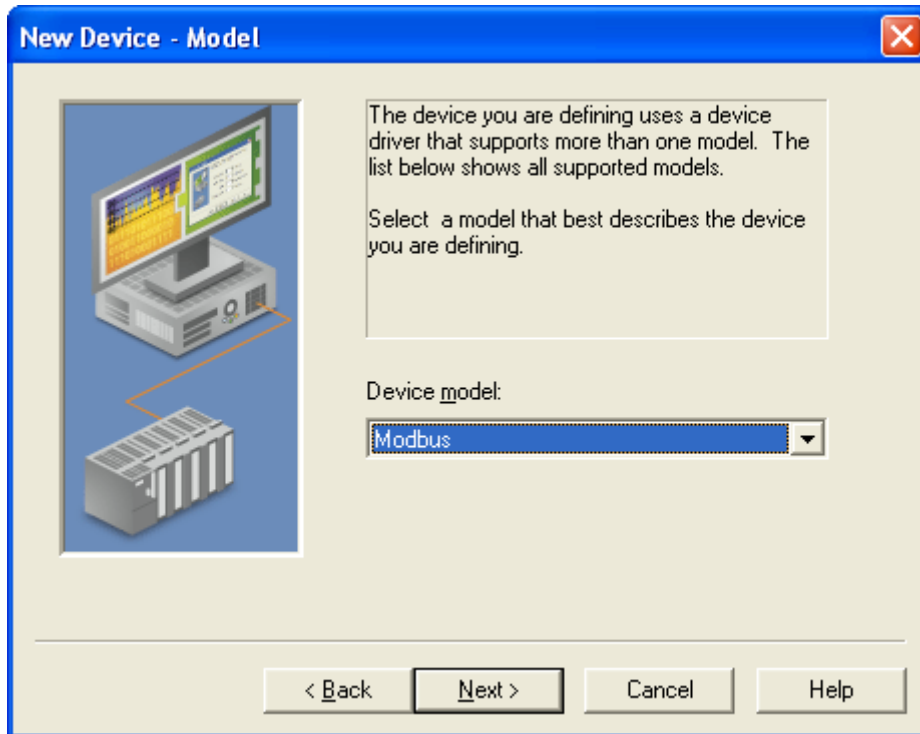 New Device - Model
The device you are defining uses a device
driver that supports more than one model.  The
list below shows all supported models.
Select  a model that best describes the device
you are defining.
Device model:
Modbus
< Back
Next >
Cancel
Help